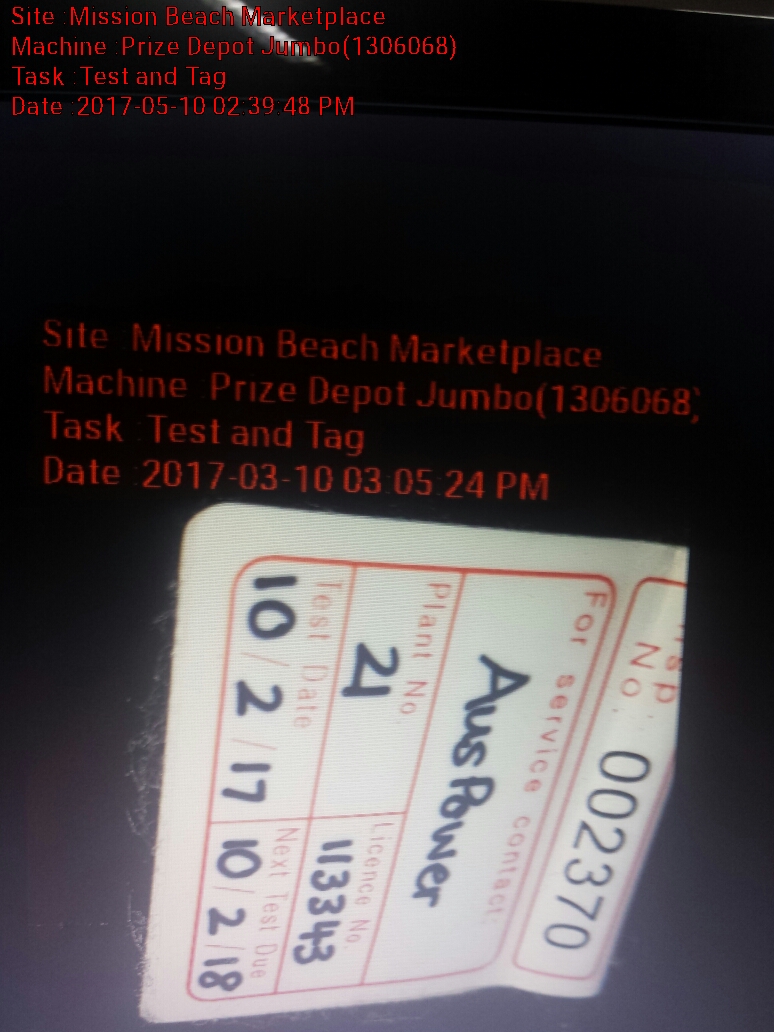 Site :Mission Beach Marketplace
Machine :Prize Depot Jumbo(1306068)
Task :Test and Tag
Date :2017-05-10 02:39:48 PM
Site :Mission Beach Marketplace
Machine :Prize Depot Jumbo(1306068)
Task :Test and Tag
Date :2017-03-10 03:05:24 PM
No: 002370
For service contact:
AusPower
Plant No. Licence No.
21 113343
Test Date Next Test Due
10/2/17 10/2/18